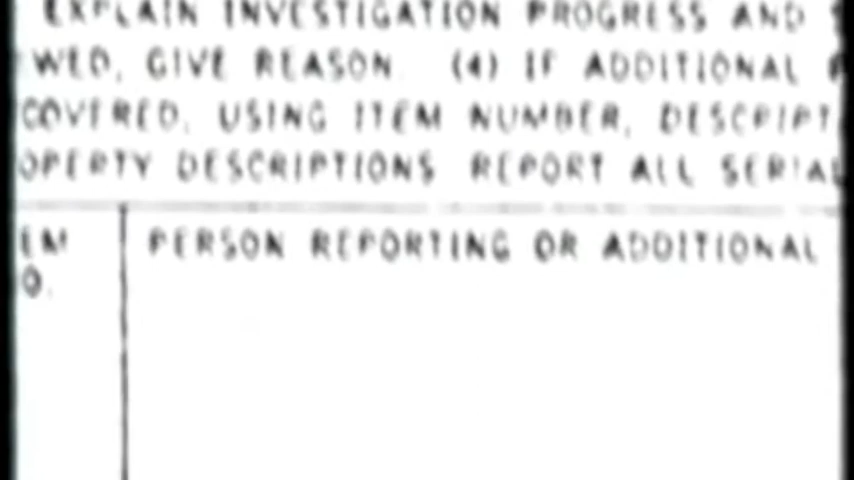 EXPLAIN INVESTIGATION PROGRESS AND
WED, GIVE REASON. (4) IF ADDITIONAL
COVERED, USING ITEM NUMBER, DESCRIPT
OPERTY DESCRIPTIONS REPORT ALL SERIAL
EM PERSON REPORTING OR ADDITIONAL
O.